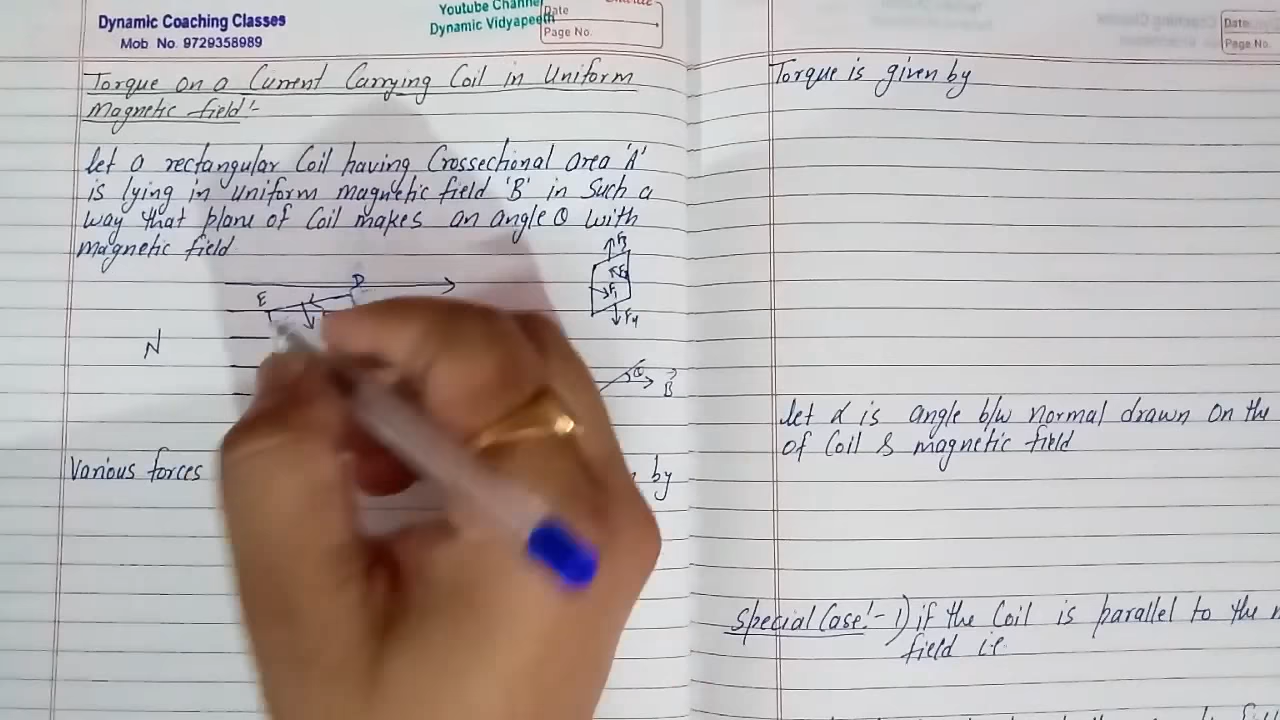 Dynamic Coaching Classes
Mob. No. 9729358989
Youtube Channel
Dynamic Vidyapeeth
Date
Page No.
Torque on a Current Carrying Coil in Uniform
Magnetic field:-
let a rectangular Coil having Crossectional area 'A'
is lying in uniform magnetic field 'B' in Such a
way that plane of Coil makes an angle θ with
magnetic field
F3
F1
F4
D
E
N
θ
B
Various forces
by
Date
Page No.
Torque is given by
let α is angle b/w normal drawn on the
of Coil & magnetic field
Special Case:- 1) if the Coil is parallel to the
field i.e